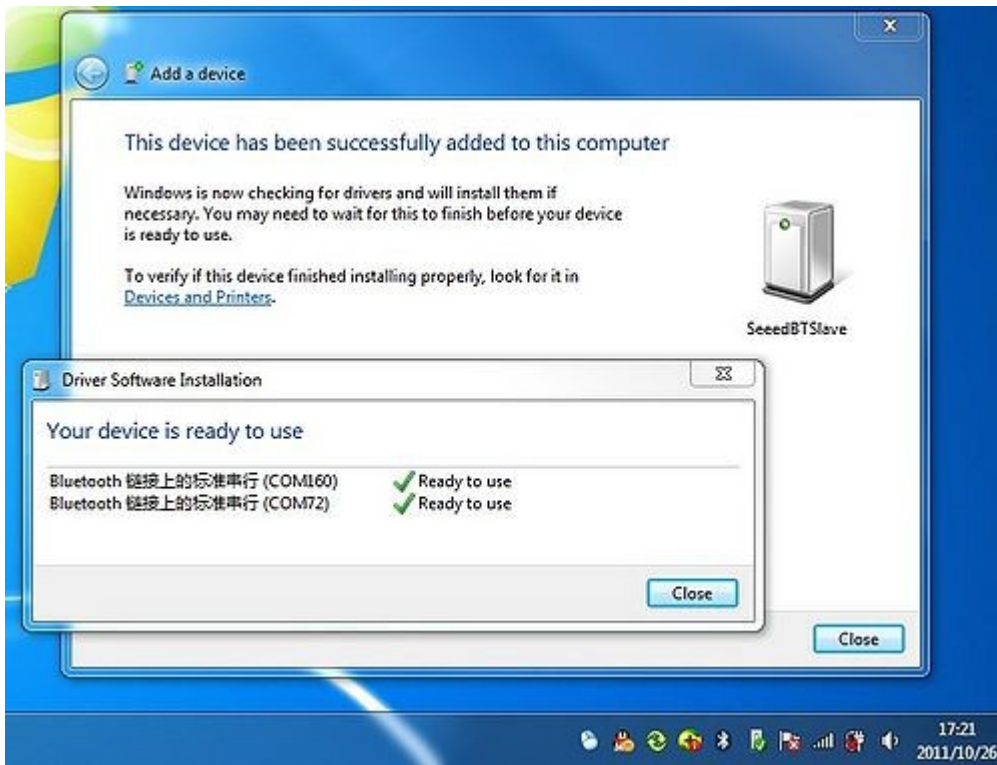 Add a device
This device has been successfully added to this computer
Windows is now checking for drivers and will install them if
necessary. You may need to wait for this to finish before your device
is ready to use.
To verify if this device finished installing properly, look for it in
Devices and Printers.
SeeedBTSlave
Driver Software Installation
Your device is ready to use
Bluetooth 链接上的标准串行 (COM160) Ready to use
Bluetooth 链接上的标准串行 (COM72) Ready to use
Close
Close
17:21
2011/10/26